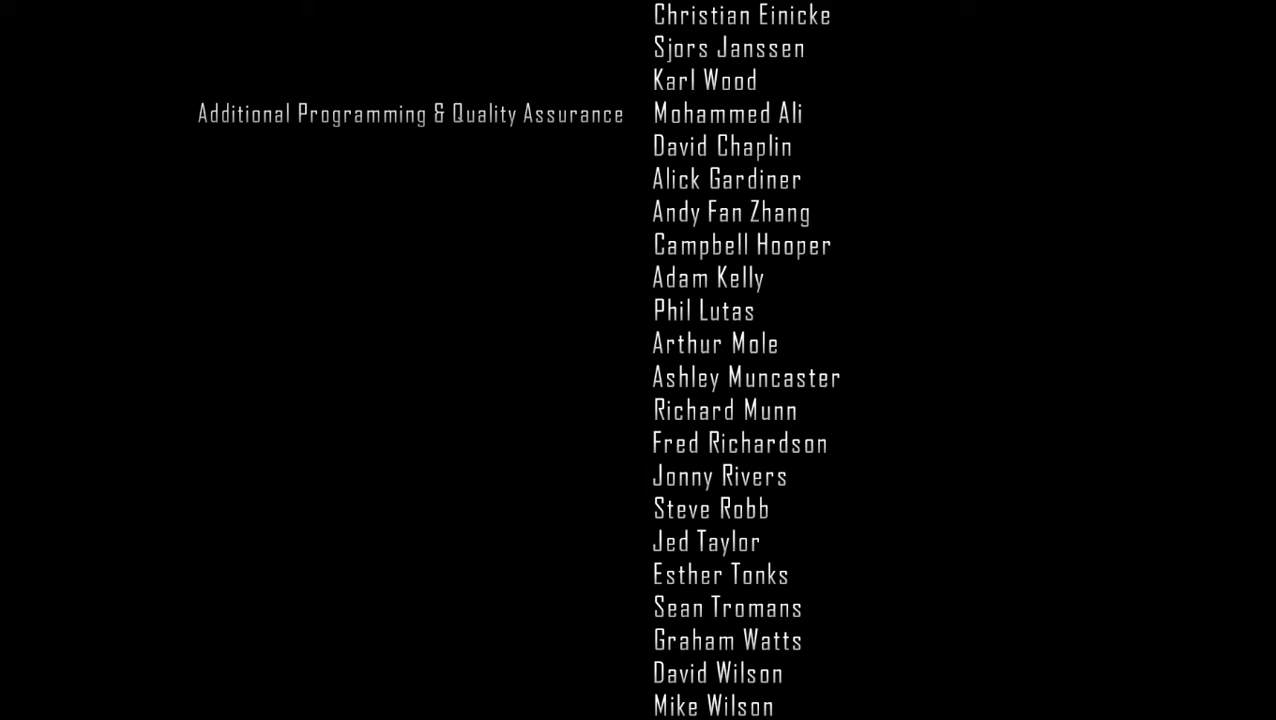 Christian Einicke
Sjors Janssen
Karl Wood
Additional Programming & Quality Assurance Mohammed Ali
David Chaplin
Alick Gardiner
Andy Fan Zhang
Campbell Hooper
Adam Kelly
Phil Lutas
Arthur Mole
Ashley Muncaster
Richard Munn
Fred Richardson
Jonny Rivers
Steve Robb
Jed Taylor
Esther Tonks
Sean Tromans
Graham Watts
David Wilson
Mike Wilson